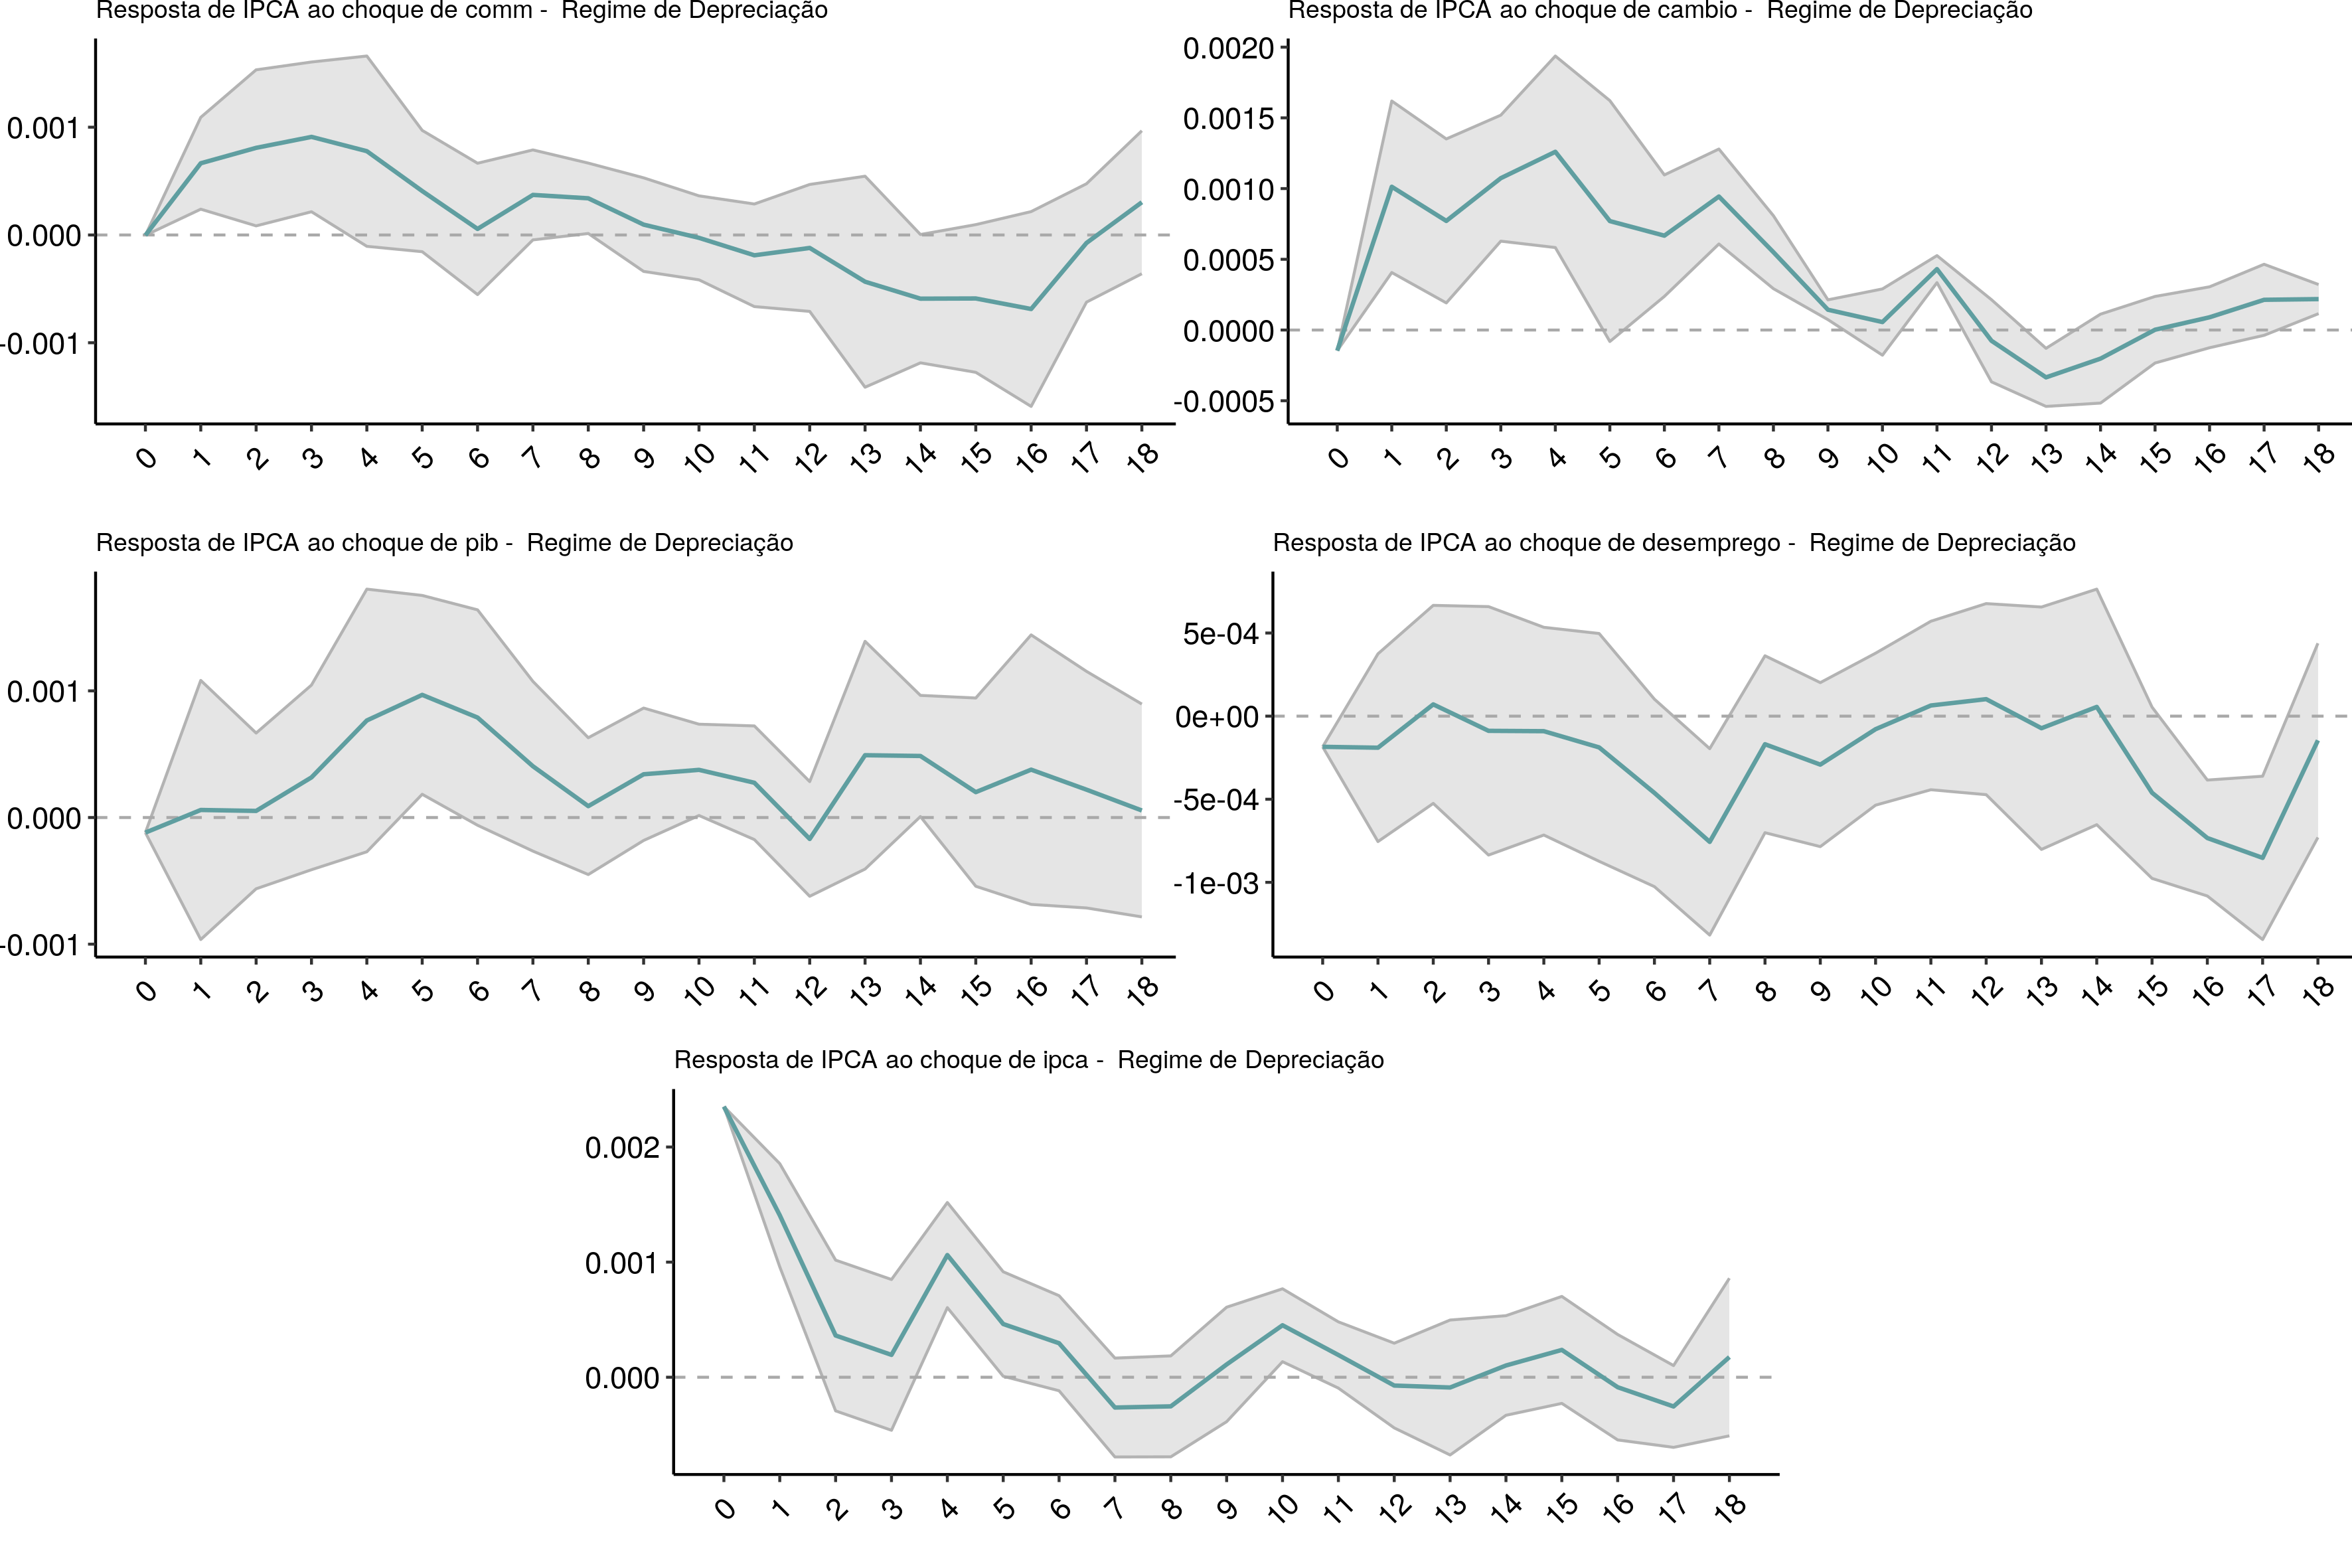 Resposta de IPCA ao choque de comm -  Regime de Depreciação
0.001
0.000
-0.001
0 1 2 3 4 5 6 7 8 9 10 11 12 13 14 15 16 17 18
Resposta de IPCA ao choque de cambio -  Regime de Depreciação
0.0020
0.0015
0.0010
0.0005
0.0000
-0.0005
0 1 2 3 4 5 6 7 8 9 10 11 12 13 14 15 16 17 18
Resposta de IPCA ao choque de pib -  Regime de Depreciação
0.001
0.000
-0.001
0 1 2 3 4 5 6 7 8 9 10 11 12 13 14 15 16 17 18
Resposta de IPCA ao choque de desemprego -  Regime de Depreciação
5e-04
0e+00
-5e-04
-1e-03
0 1 2 3 4 5 6 7 8 9 10 11 12 13 14 15 16 17 18
Resposta de IPCA ao choque de ipca -  Regime de Depreciação
0.002
0.001
0.000
0 1 2 3 4 5 6 7 8 9 10 11 12 13 14 15 16 17 18